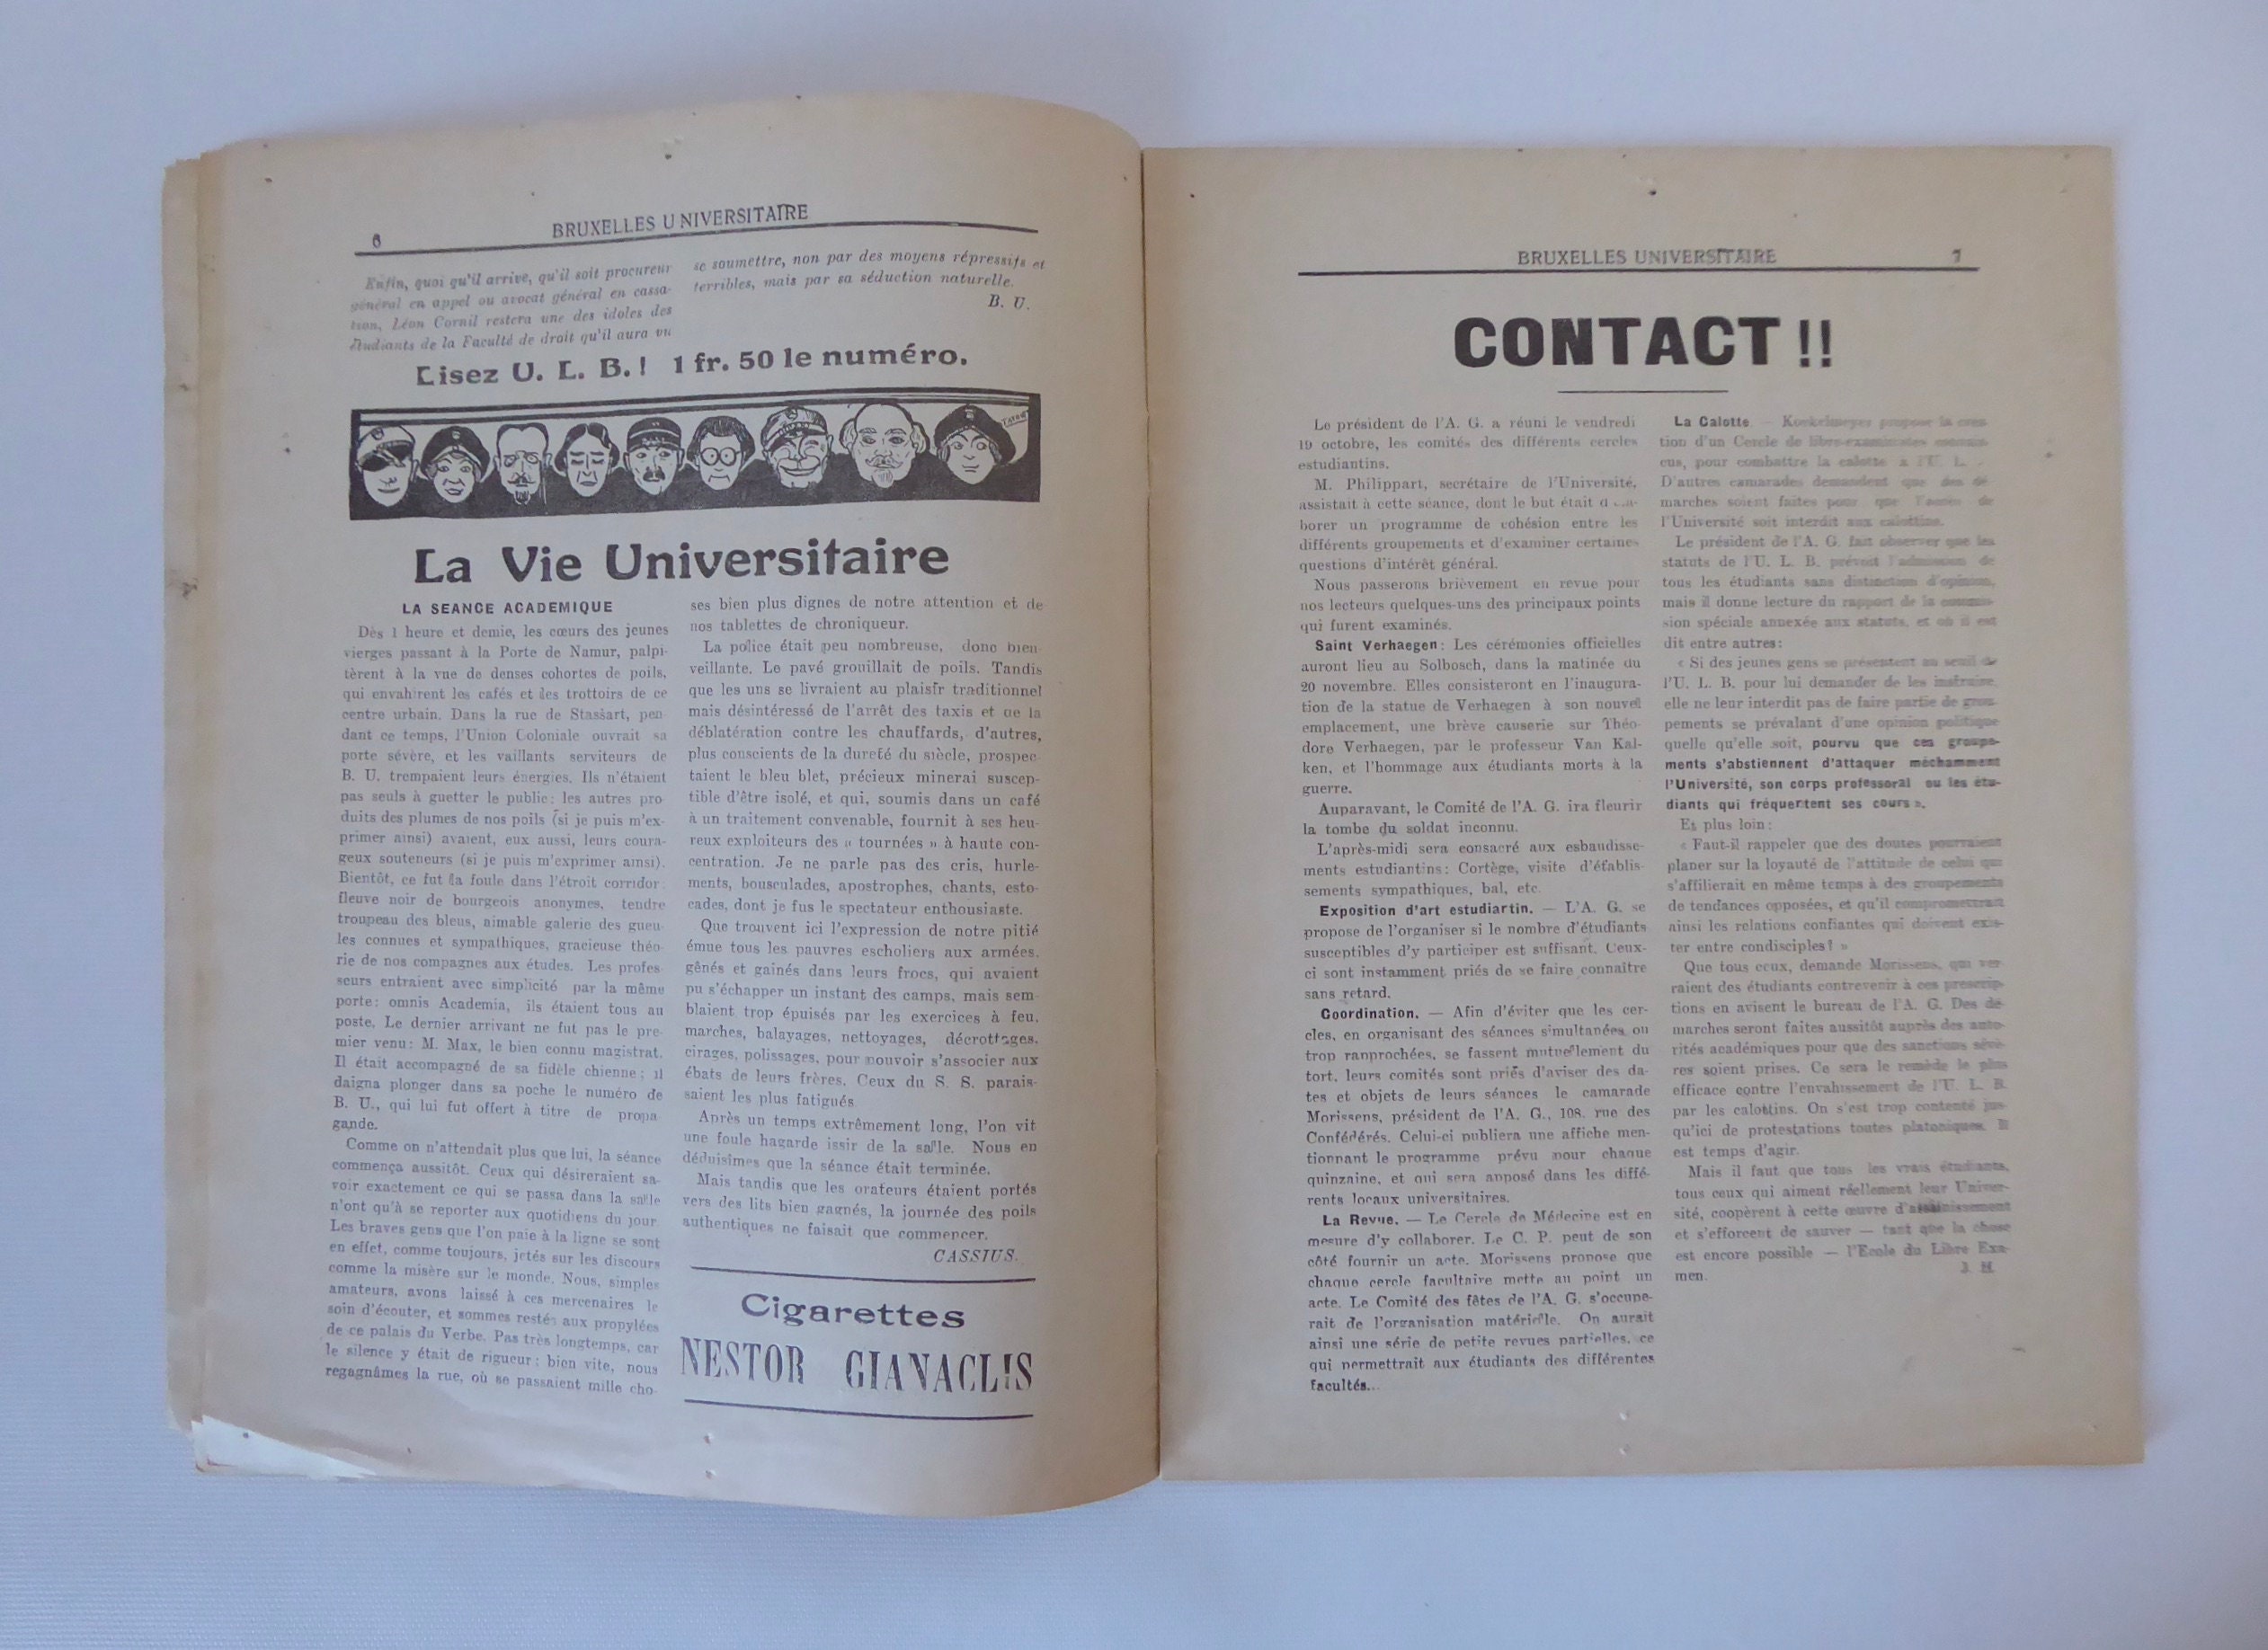 6
BRUXELLES UNIVERSITAIRE
Enfin, quoi qu'il arrive, qu'il soit procureur
général en appel ou avocat général en cassa-
tion, Léon Cornil restera une des idoles des
Étudiants de la Faculté de droit qu'il aura vu
se soumettre, non par des moyens répressifs et
terribles, mais par sa séduction naturelle.
B. U.
Lisez U. L. B.! 1 fr. 50 le numéro.
La Vie Universitaire
LA SEANCE ACADEMIQUE
Dès 1 heure et demie, les cœurs des jeunes
vierges passant à la Porte de Namur, palpi-
tèrent à la vue de denses cohortes de poils,
qui envahirent les cafés et les trottoirs de ce
centre urbain. Dans la rue de Stassart, pen
dant ce temps, l'Union Coloniale ouvrait sa
porte sévère, et les vaillants serviteurs de
B. U. trempaient leurs énergies. Ils n'étaient
pas seuls à guetter le public: les autres pro
duits des plumes de nos poils (si je puis m'ex-
primer ainsi) avaient, eux aussi, leurs coura-
geux souteneurs (si je puis m'exprimer ainsi).
Bientôt, ce fut la foule dans l'étroit corridor:
fleuve noir de bourgeois anonymes, tendre
troupeau des bleus, aimable galerie des gueu-
les connues et sympathiques, gracieuse théo-
rie de nos compagnes aux études. Les profes
seurs entraient avec simplicité par la même
porte: omnis Academia, ils étaient tous au
poste. Le dernier arrivant ne fut pas le pre-
mier venu: M. Max, le bien connu magistrat.
Il était accompagné de sa fidèle chienne; il
daigna plonger dans sa poche le numéro de
B. U., qui lui fut offert à titre de propa
gande.
Comme on n'attendait plus que lui, la séance
commença aussitôt. Ceux qui désireraient sa-
voir exactement ce qui se passa dans la salle
n'ont qu'à se reporter aux quotidiens du jour
Les braves gens que l'on paie à la ligne se sont
en effet, comme toujours, jetés sur les discours
comme la misère sur le monde. Nous, simples
amateurs, avons laissé à ces mercenaires le
soin d'écouter, et sommes restés aux propylées
de ce palais du Verbe. Pas très longtemps, car
le silence y était de rigueur; bien vite, nous
regagnâmes la rue, où se passaient mille cho-
ses bien plus dignes de notre attention et de
nos tablettes de chroniqueur.
La police était peu nombreuse, donc bien
veillante. Le pavé grouillait de poils. Tandis
que les uns se livraient au plaisir traditionnel
mais désintéressé de l'arrêt des taxis et de la
déblatération contre les chauffards, d'autres,
plus conscients de la dureté du siècle, prospec
taient le bleu blet, précieux minerai suscep-
tible d'être isolé, et qui, soumis dans un café
à un traitement convenable, fournit à ses heu-
reux exploiteurs des « tournées » à haute con-
centration. Je ne parle pas des cris, hurle-
ments, bousculades, apostrophes, chants, esto-
cades, dont je fus le spectateur enthousiaste.
Que trouvent ici l'expression de notre pitié
émue tous les pauvres escholiers aux armées,
gênés et gainés dans leurs frocs, qui avaient
pu s'échapper un instant des camps, mais sem
blaient trop épuisés par les exercices à feu,
marches, balayages, nettoyages, décrottages,
cirages, polissages, pour pouvoir s'associer aux
ébats de leurs frères. Ceux du S. S. parais-
saient les plus fatigués
Après un temps extrêmement long, l'on vit
une foule hagarde issir de la salle. Nous en
déduisîmes que la séance était terminée.
Mais tandis que les orateurs étaient portés
vers des lits bien gagnés, la journée des poils
authentiques ne faisait que commencer.
CASSIUS.
Cigarettes
NESTOR GIANACLIS
BRUXELLES UNIVERSITAIRE
7
CONTACT!!
Le président de l'A. G. a réuni le vendredi
19 octobre, les comités des différents cercles
estudiantins.
M. Philippart, secrétaire de l'Université,
assistait à cette séance, dont le but était
borer un programme de cohésion entre les
différents groupements et d'examiner certaines
questions d'intérêt général.
Nous passerons brièvement en revue pour
nos lecteurs quelques-uns des principaux points
qui furent examinés.
Saint Verhaegen: Les cérémonies officielles
auront lieu au Solbosch, dans la matinée du
20 novembre. Elles consisteront en l'inaugura-
tion de la statue de Verhaegen à son nouvel
emplacement, une brève causerie sur Théo-
dore Verhaegen, par le professeur Van Kal-
ken, et l'hommage aux étudiants morts à la
guerre.
Auparavant, le Comité de l'A. G. ira fleurir
la tombe du soldat inconnu.
L'après-midi sera consacré aux esbaudisse-
ments estudiantins: Cortège, visite d'établis-
sements sympathiques, bal, etc.
Exposition d'art estudiartin. — L'A. G. se
propose de l'organiser si le nombre d'étudiants
susceptibles d'y participer est suffisant. Ceux-
ci sont instamment priés de se faire connaître
sans retard.
Coordination. — Afin d'éviter que les cer-
cles, en organisant des séances simultanées ou
trop rapprochées, se fassent mutuellement du
tort, leurs comités sont priés d'aviser des da-
tes et objets de leurs séances le camarade
Morissens, président de l'A. G., 108, rue des
Confédérés. Celui-ci publiera une affiche men-
tionnant le programme prévu pour chaque
quinzaine, et qui sera apposé dans les diffé-
rents locaux universitaires.
La Revue. — Le Cercle de Médecine est en
mesure d'y collaborer. Le C. P. peut de son
côté fournir un acte. Morissens propose que
chaque cercle facultaire mette au point un
acte. Le Comité des fêtes de l'A. G. s'occupe-
rait de l'organisation matérielle. On aurait
ainsi une série de petite revues partielles, ce
qui permettrait aux étudiants des différentes
facultés...
La Calotte — Koekelmeyer propose la créa
tion d'un Cercle de libre-exaministes
cus, pour combattre la calotte à l'U. L.
D'autres camarades demandent que des dé-
marches soient faites pour que l'accès de
l'Université soit interdit aux calottins.
Le président de l'A. G. fait observer que les
statuts de l'U. L. B. prévoit l'admission de
tous les étudiants sans distinction d'opinion,
mais il donne lecture du rapport de la commis-
sion spéciale annexée aux statuts, et où il est
dit entre autres:
« Si des jeunes gens se présentent au seuil de
l'U. L. B. pour lui demander de les instruire,
elle ne leur interdit pas de faire partie de grou-
pements se prévalant d'une opinion politique
quelle qu'elle soit, pourvu que ces groupe-
ments s'abstiennent d'attaquer méchamment
l'Université, son corps professoral ou les étu-
diants qui fréquentent ses cours ».
Et plus loin:
« Faut-il rappeler que des doutes pourraient
planer sur la loyauté de l'attitude de celui qui
s'affilierait en même temps à des groupements
de tendances opposées, et qu'il compromettrait
ainsi les relations confiantes qui doivent exis-
ter entre condisciples! »
Que tous ceux, demande Morissens, qui ver-
raient des étudiants contrevenir à ces prescrip-
tions en avisent le bureau de l'A. G. Des dé-
marches seront faites aussitôt auprès des auto-
rités académiques pour que des sanctions sévè-
res soient prises. Ce sera le remède le plus
efficace contre l'envahissement de l'U. L. B.
par les calottins. On s'est trop contenté jus-
qu'ici de protestations toutes platoniques. Il
est temps d'agir.
Mais il faut que tous les vrais étudiants,
tous ceux qui aiment réellement leur Univer-
sité, coopèrent à cette œuvre d'assainissement
et s'efforcent de sauver — tant que la chose
est encore possible — l'Ecole du Libre Exa-
men.
J. H.